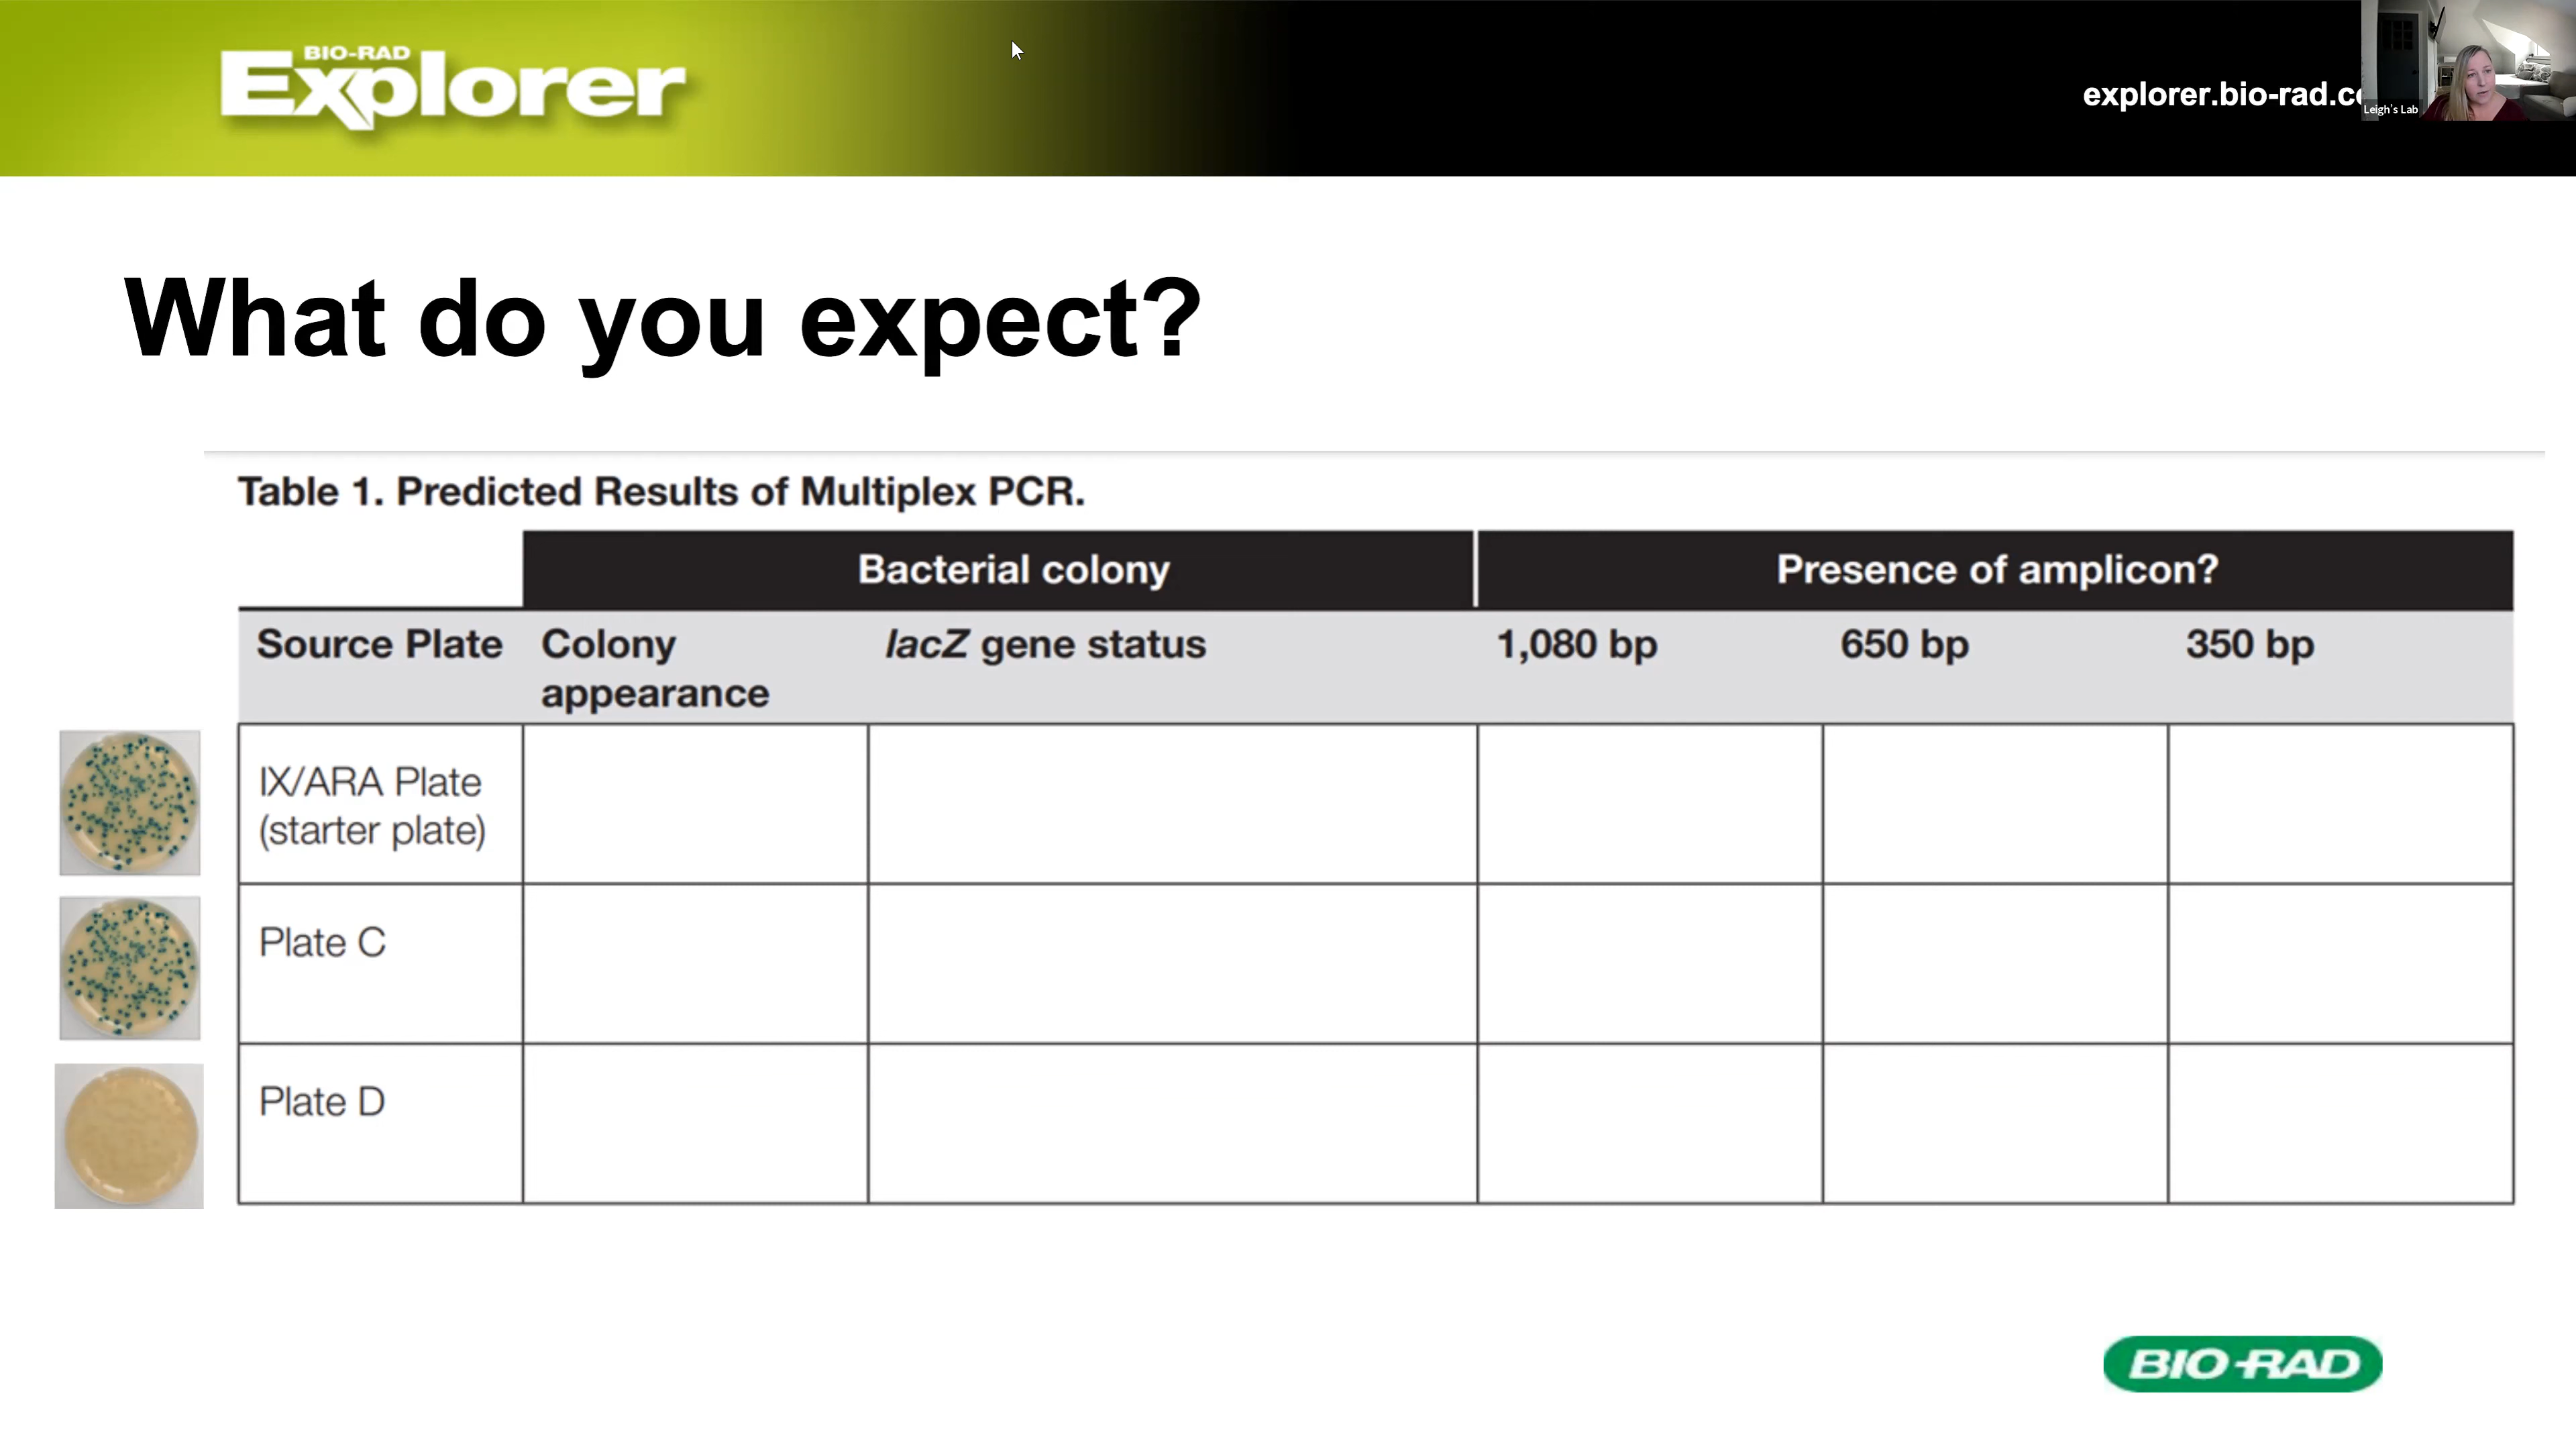 BIO-RAD
Explorer
explorer.bio-rad.c
Leigh's Lab
What do you expect?
Table 1. Predicted Results of Multiplex PCR.
Bacterial colony
Presence of amplicon?
Source Plate
Colony
appearance
lacZ gene status
1,080 bp
650 bp
350 bp
IX/ARA Plate
(starter plate)
Plate C
Plate D
BIO-RAD